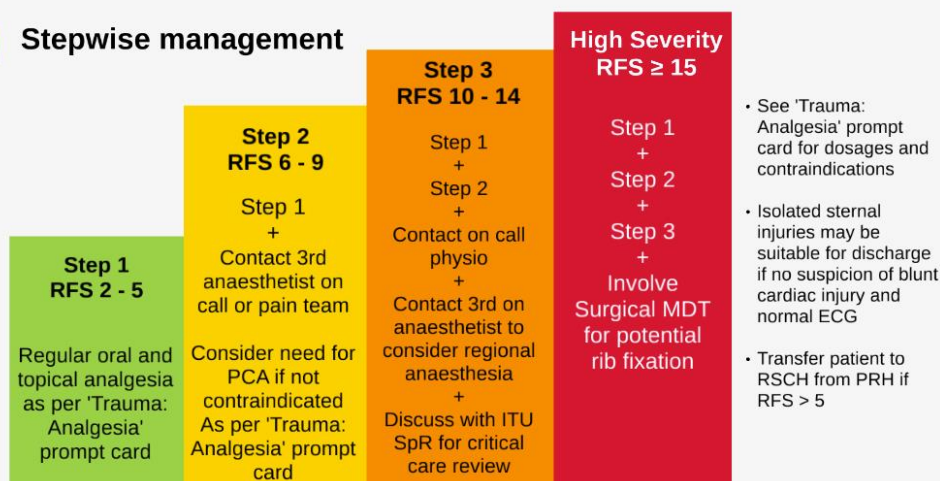 Stepwise management
Step 1
RFS 2 - 5
Regular oral and
topical analgesia
as per 'Trauma:
Analgesia'
prompt card
Step 2
RFS 6 - 9
Step 1
+
Contact 3rd
anaesthetist on
call or pain team
Consider need for
PCA if not
contraindicated
As per 'Trauma:
Analgesia' prompt
card
Step 3
RFS 10 - 14
Step 1
+
Step 2
+
Contact on call
physio
+
Contact 3rd on
anaesthetist to
consider regional
anaesthesia
+
Discuss with ITU
SpR for critical
care review
High Severity
RFS ≥ 15
Step 1
+
Step 2
+
Step 3
+
Involve
Surgical MDT
for potential
rib fixation
• See 'Trauma:
Analgesia' prompt
card for dosages and
contraindications
• Isolated sternal
injuries may be
suitable for discharge
if no suspicion of blunt
cardiac injury and
normal ECG
• Transfer patient to
RSCH from PRH if
RFS > 5